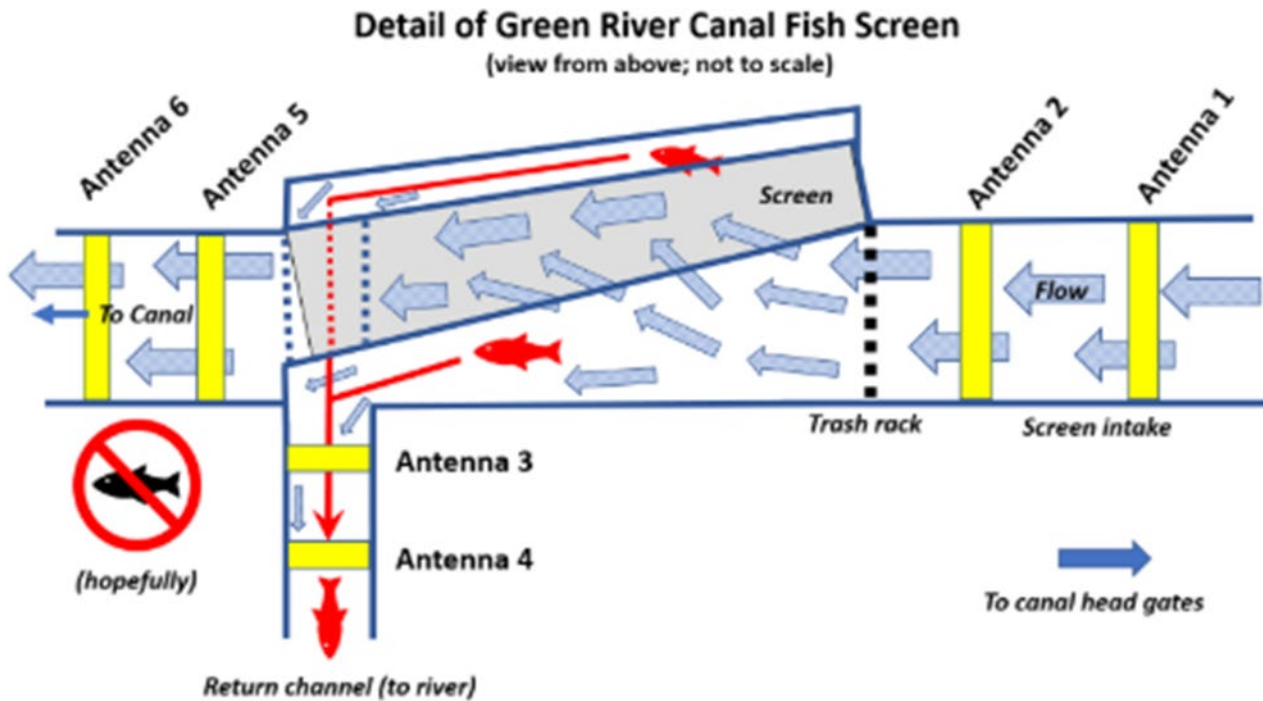 Detail of Green River Canal Fish Screen
(view from above; not to scale)
Antenna 6
Antenna 5
Antenna 2
Antenna 1
Screen
Flow
To Canal
Trash rack
Screen intake
Antenna 3
Antenna 4
(hopefully)
To canal head gates
Return channel (to river)